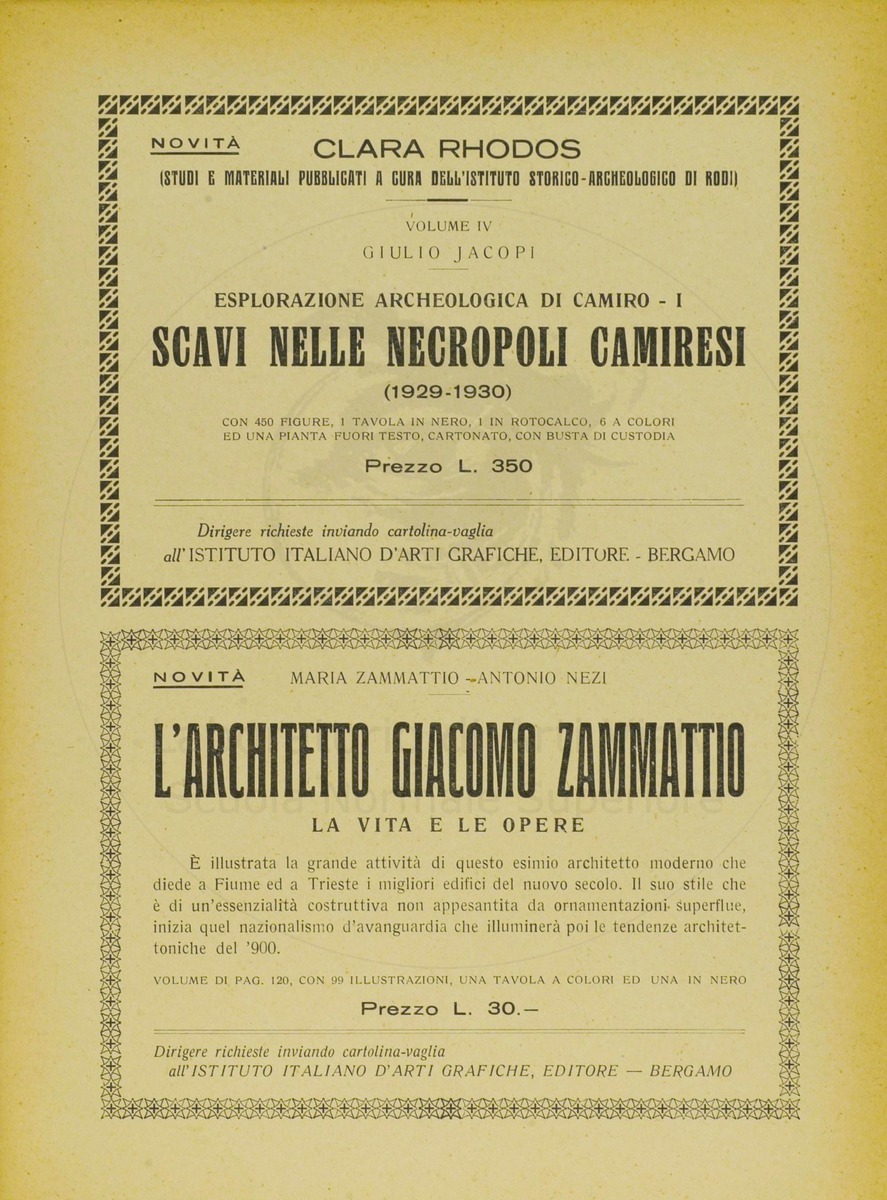 NOVITÀ
CLARA RHODOS
(STUDI E MATERIALI PUBBLICATI A CURA DELL'ISTITUTO STORICO-ARCHEOLOGICO DI RODI)
VOLUME IV
GIULIO JACOPI
ESPLORAZIONE ARCHEOLOGICA DI CAMIRO - I
SCAVI NELLE NECROPOLI CAMIRESI
(1929-1930)
CON 450 FIGURE, 1 TAVOLA IN NERO, 1 IN ROTOCALCO, 6 A COLORI
ED UNA PIANTA FUORI TESTO, CARTONATO, CON BUSTA DI CUSTODIA
Prezzo L. 350
Dirigere richieste inviando cartolina-vaglia
all'ISTITUTO ITALIANO D'ARTI GRAFICHE, EDITORE - BERGAMO
NOVITÀ
MARIA ZAMMATTIO - ANTONIO NEZI
L'ARCHITETTO GIACOMO ZAMMATTIO
LA VITA E LE OPERE
È illustrata la grande attività di questo esimio architetto moderno che
diede a Fiume ed a Trieste i migliori edifici del nuovo secolo. Il suo stile che
è di un'essenzialità costruttiva non appesantita da ornamentazioni superflue,
inizia quel nazionalismo d'avanguardia che illuminerà poi le tendenze architet-
toniche del '900.
VOLUME DI PAG. 120, CON 99 ILLUSTRAZIONI, UNA TAVOLA A COLORI ED UNA IN NERO
Prezzo L. 30.—
Dirigere richieste inviando cartolina-vaglia
all'ISTITUTO ITALIANO D'ARTI GRAFICHE, EDITORE — BERGAMO